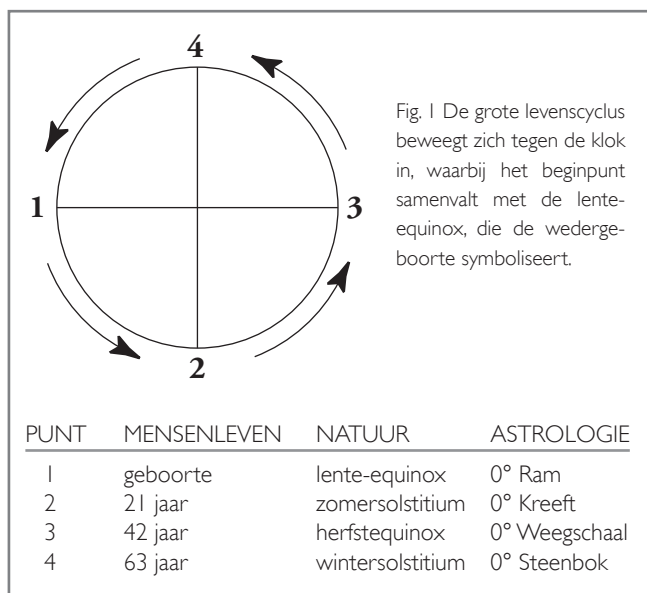 4
1
3
2
Fig. 1 De grote levenscyclus
beweegt zich tegen de klok
in, waarbij het beginpunt
samenvalt met de lente-
equinox, die de wederge-
boorte symboliseert.
PUNT MENSENLEVEN NATUUR ASTROLOGIE
1 geboorte lente-equinox 0° Ram
2 21 jaar zomersolstitium 0° Kreeft
3 42 jaar herfstequinox 0° Weegschaal
4 63 jaar wintersolstitium 0° Steenbok